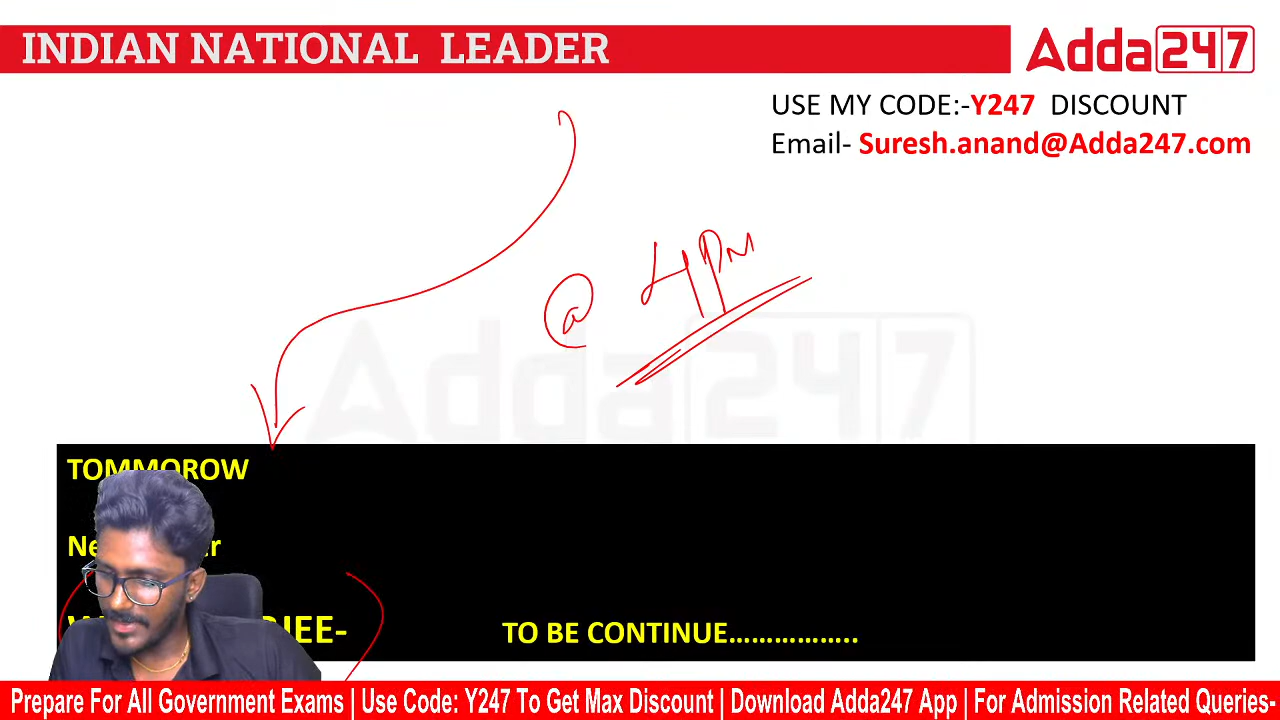 INDIAN NATIONAL LEADER
Adda247
USE MY CODE:-Y247 DISCOUNT
Email- Suresh.anand@Adda247.com
@ 4PM
Adda247
TOMMOROW
TO BE CONTINUE……………..
Prepare For All Government Exams | Use Code: Y247 To Get Max Discount | Download Adda247 App | For Admission Related Queries-